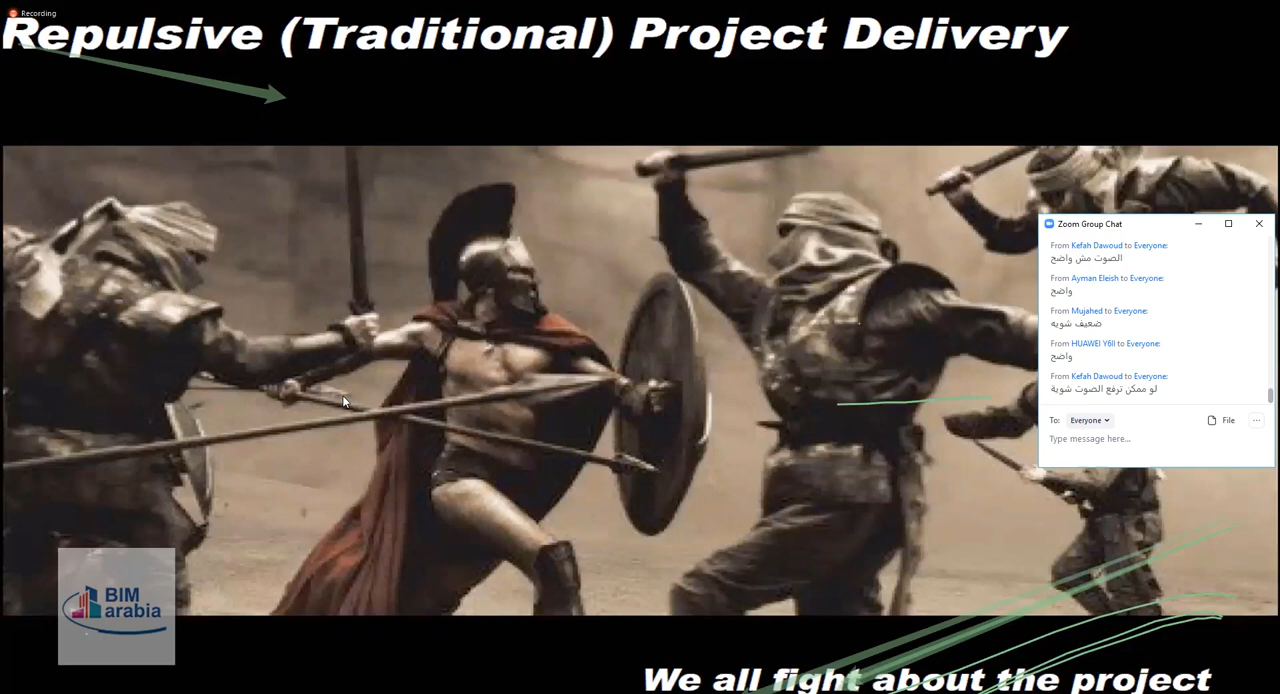 Recording
Repulsive (Traditional) Project Delivery
Zoom Group Chat
From Kefah Dawoud to Everyone:
الصوت مش واضح
From Ayman Eleish to Everyone:
واضح
From Mujahed to Everyone:
ضعيف شويه
From HUAWEI Y6II to Everyone:
واضح
From Kefah Dawoud to Everyone:
لو ممكن ترفع الصوت شوية
To: Everyone File
Type message here...
BIM
arabia
We all fight about the project